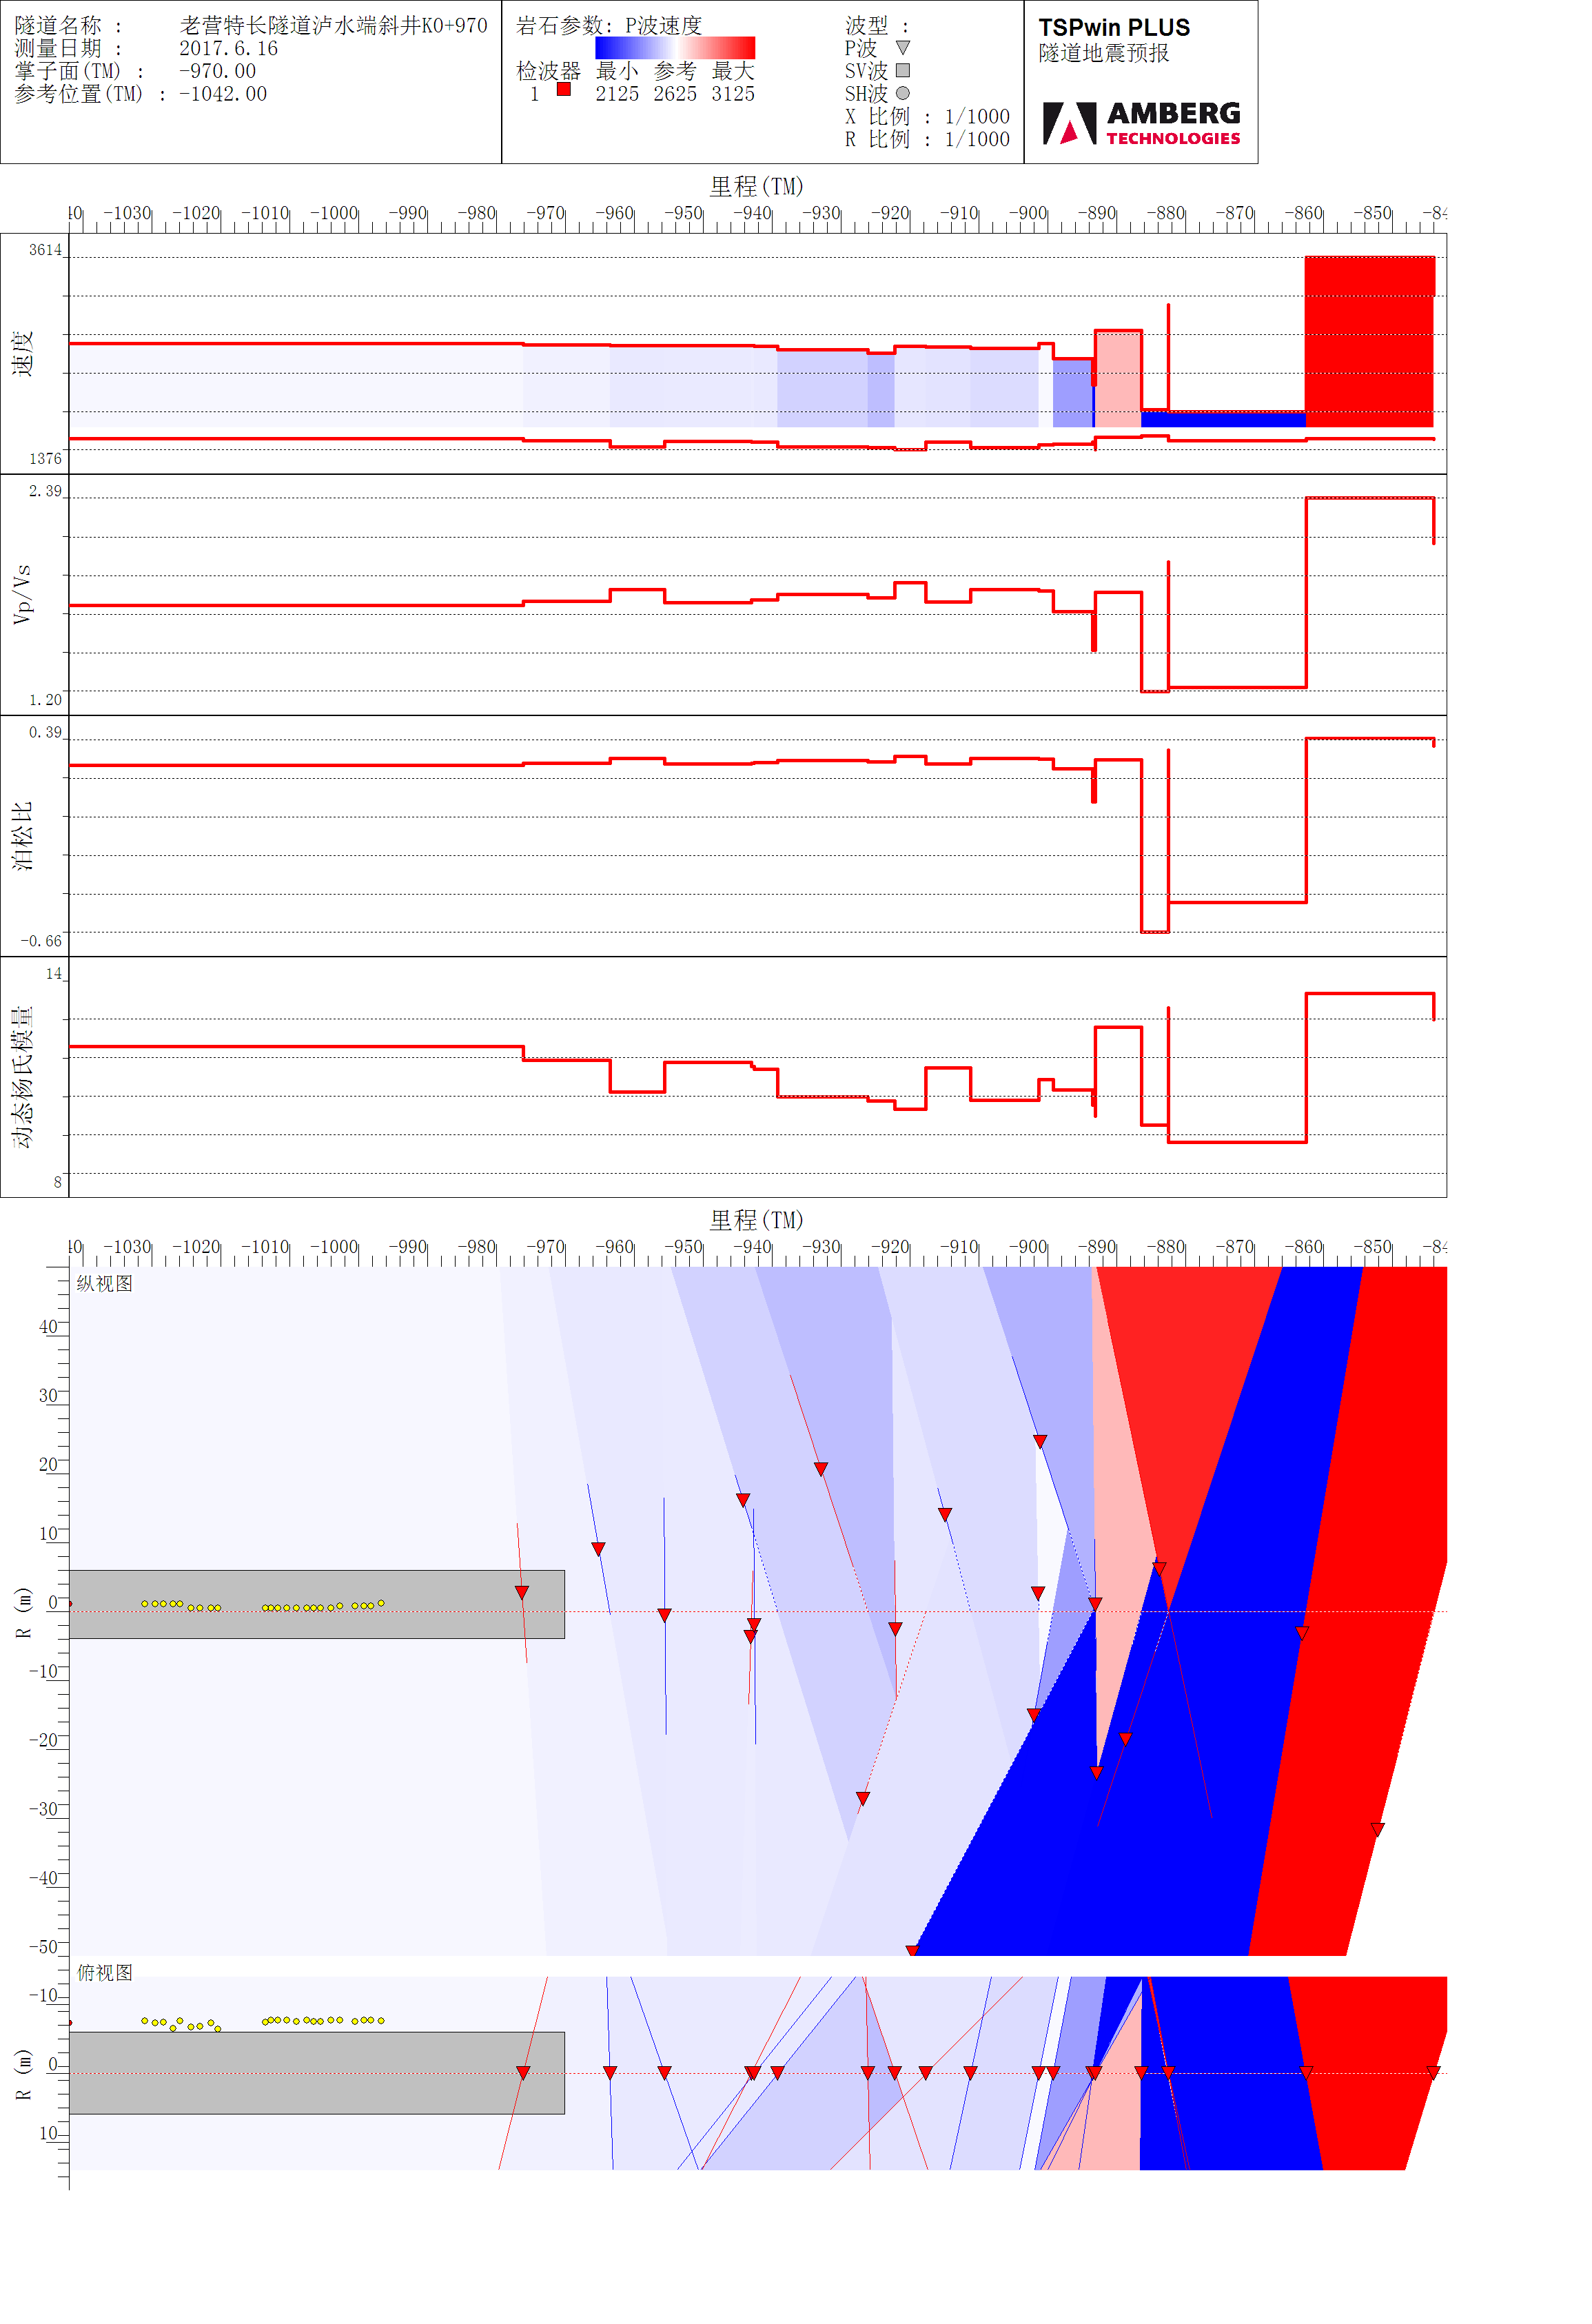 隧道名称 : 老营特长隧道泸水端斜井K0+970
测量日期 : 2017.6.16
掌子面(TM) : -970.00
参考位置(TM) : -1042.00
岩石参数: P波速度
检波器 最小 参考 最大
1 2125 2625 3125
波型 :
P波
SV波
SH波
X 比例 : 1/1000
R 比例 : 1/1000
TSPwin PLUS
隧道地震预报
AMBERG
TECHNOLOGIES
里程(TM)
40 -1030 -1020 -1010 -1000 -990 -980 -970 -960 -950 -940 -930 -920 -910 -900 -890 -880 -870 -860 -850 -84
3614
速度
1376
2.39
Vp/Vs
1.20
0.39
泊松比
-0.66
14
动态杨氏模量
8
里程(TM)
40 -1030 -1020 -1010 -1000 -990 -980 -970 -960 -950 -940 -930 -920 -910 -900 -890 -880 -870 -860 -850 -84
纵视图
40
30
20
10
0
R (m)
-10
-20
-30
-40
-50
俯视图
-10
0
R (m)
10